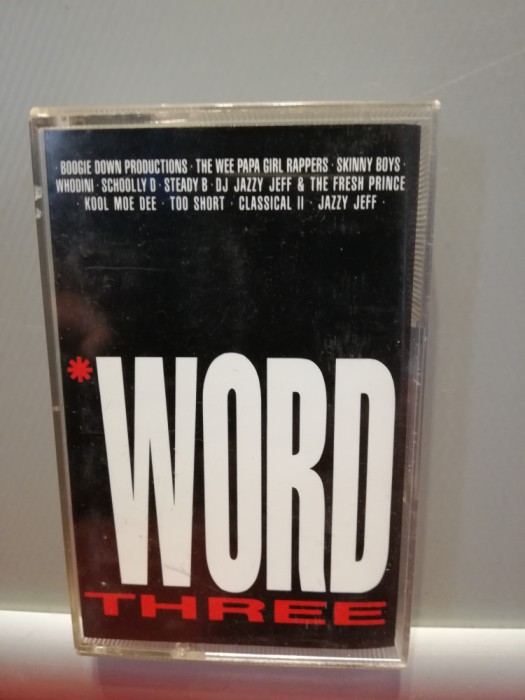 BOOGIE DOWN PRODUCTIONS · THE WEE PAPA GIRL RAPPERS · SKINNY BOYS ·
WHODINI · SCHOOLLY D · STEADY B · DJ JAZZY JEFF & THE FRESH PRINCE
· KOOL MOE DEE · TOO SHORT · CLASSICAL II · JAZZY JEFF ·
*WORD
THREE